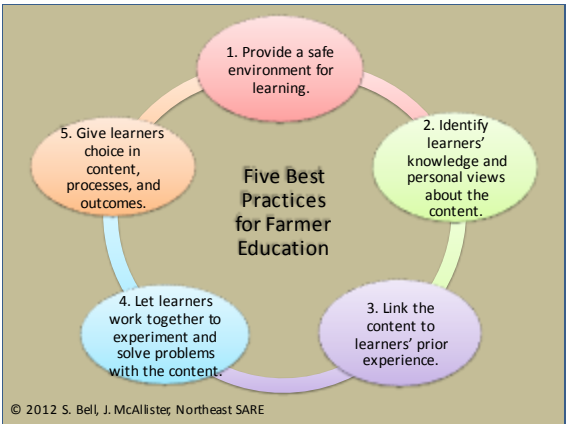 1. Provide a safe
environment for
learning.
2. Identify
learners'
knowledge and
personal views
about the
content.
3. Link the
content to
learners' prior
experience.
4. Let learners
work together to
experiment and
solve problems
with the content.
5. Give learners
choice in
content,
processes, and
outcomes.
Five Best
Practices
for Farmer
Education
© 2012 S. Bell, J. McAllister, Northeast SARE